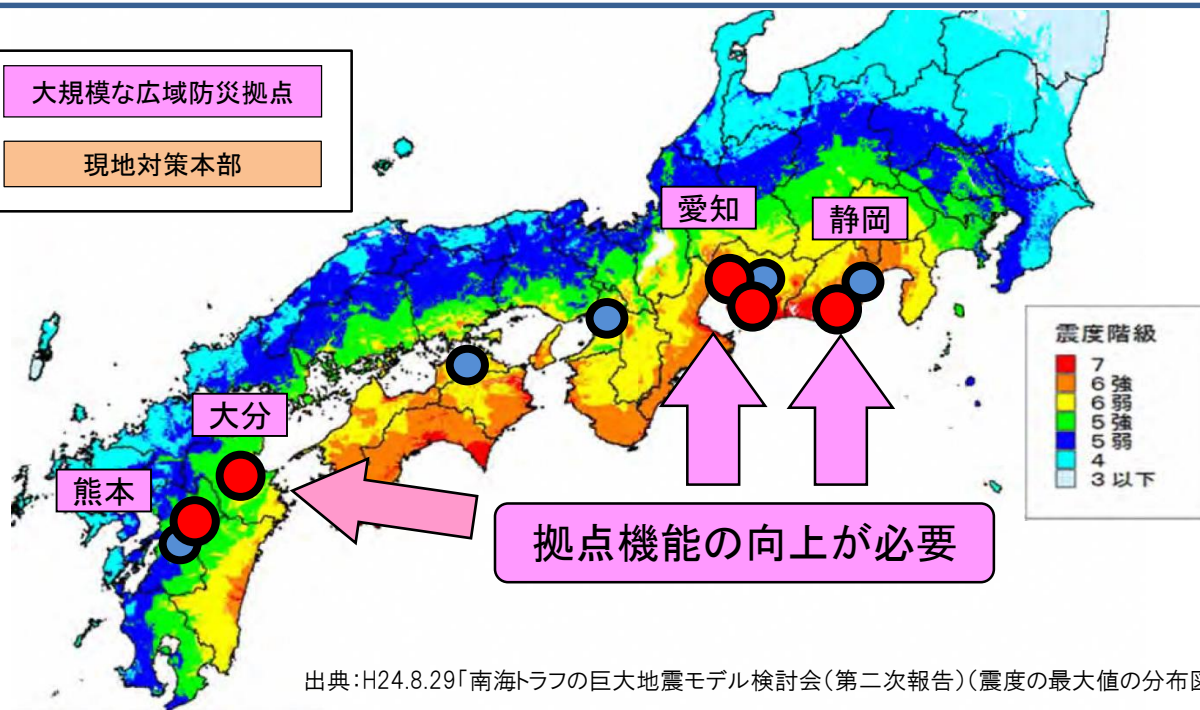 大規模な広域防災拠点
現地対策本部
愛知
静岡
大分
熊本
拠点機能の向上が必要
震度階級
7
6強
6弱
5強
5弱
4
3以下
出典:H24.8.29「南海トラフの巨大地震モデル検討会(第二次報告)(震度の最大値の分布図